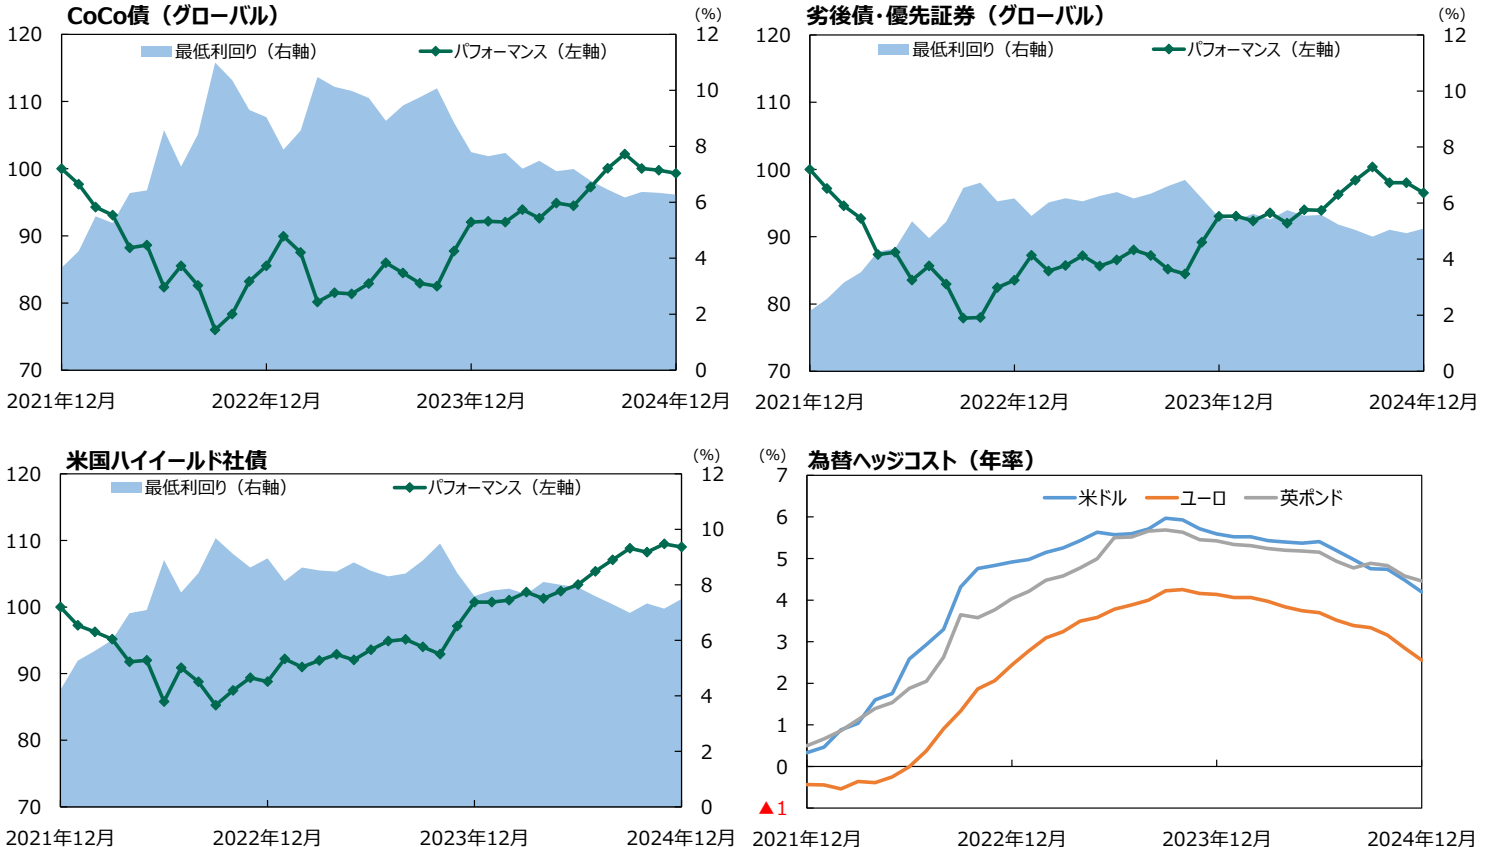 CoCo債（グローバル）
(%)
最低利回り（右軸）
パフォーマンス（左軸）
120
110
100
90
80
70
12
10
8
6
4
2
0
2021年12月
2022年12月
2023年12月
2024年12月
劣後債・優先証券（グローバル）
(%)
最低利回り（右軸）
パフォーマンス（左軸）
120
110
100
90
80
70
12
10
8
6
4
2
0
2021年12月
2022年12月
2023年12月
2024年12月
米国ハイイールド社債
(%)
最低利回り（右軸）
パフォーマンス（左軸）
120
110
100
90
80
70
12
10
8
6
4
2
0
2021年12月
2022年12月
2023年12月
2024年12月
(%)
為替ヘッジコスト（年率）
米ドル
ユーロ
英ポンド
7
6
5
4
3
2
1
0
▲1
2021年12月
2022年12月
2023年12月
2024年12月